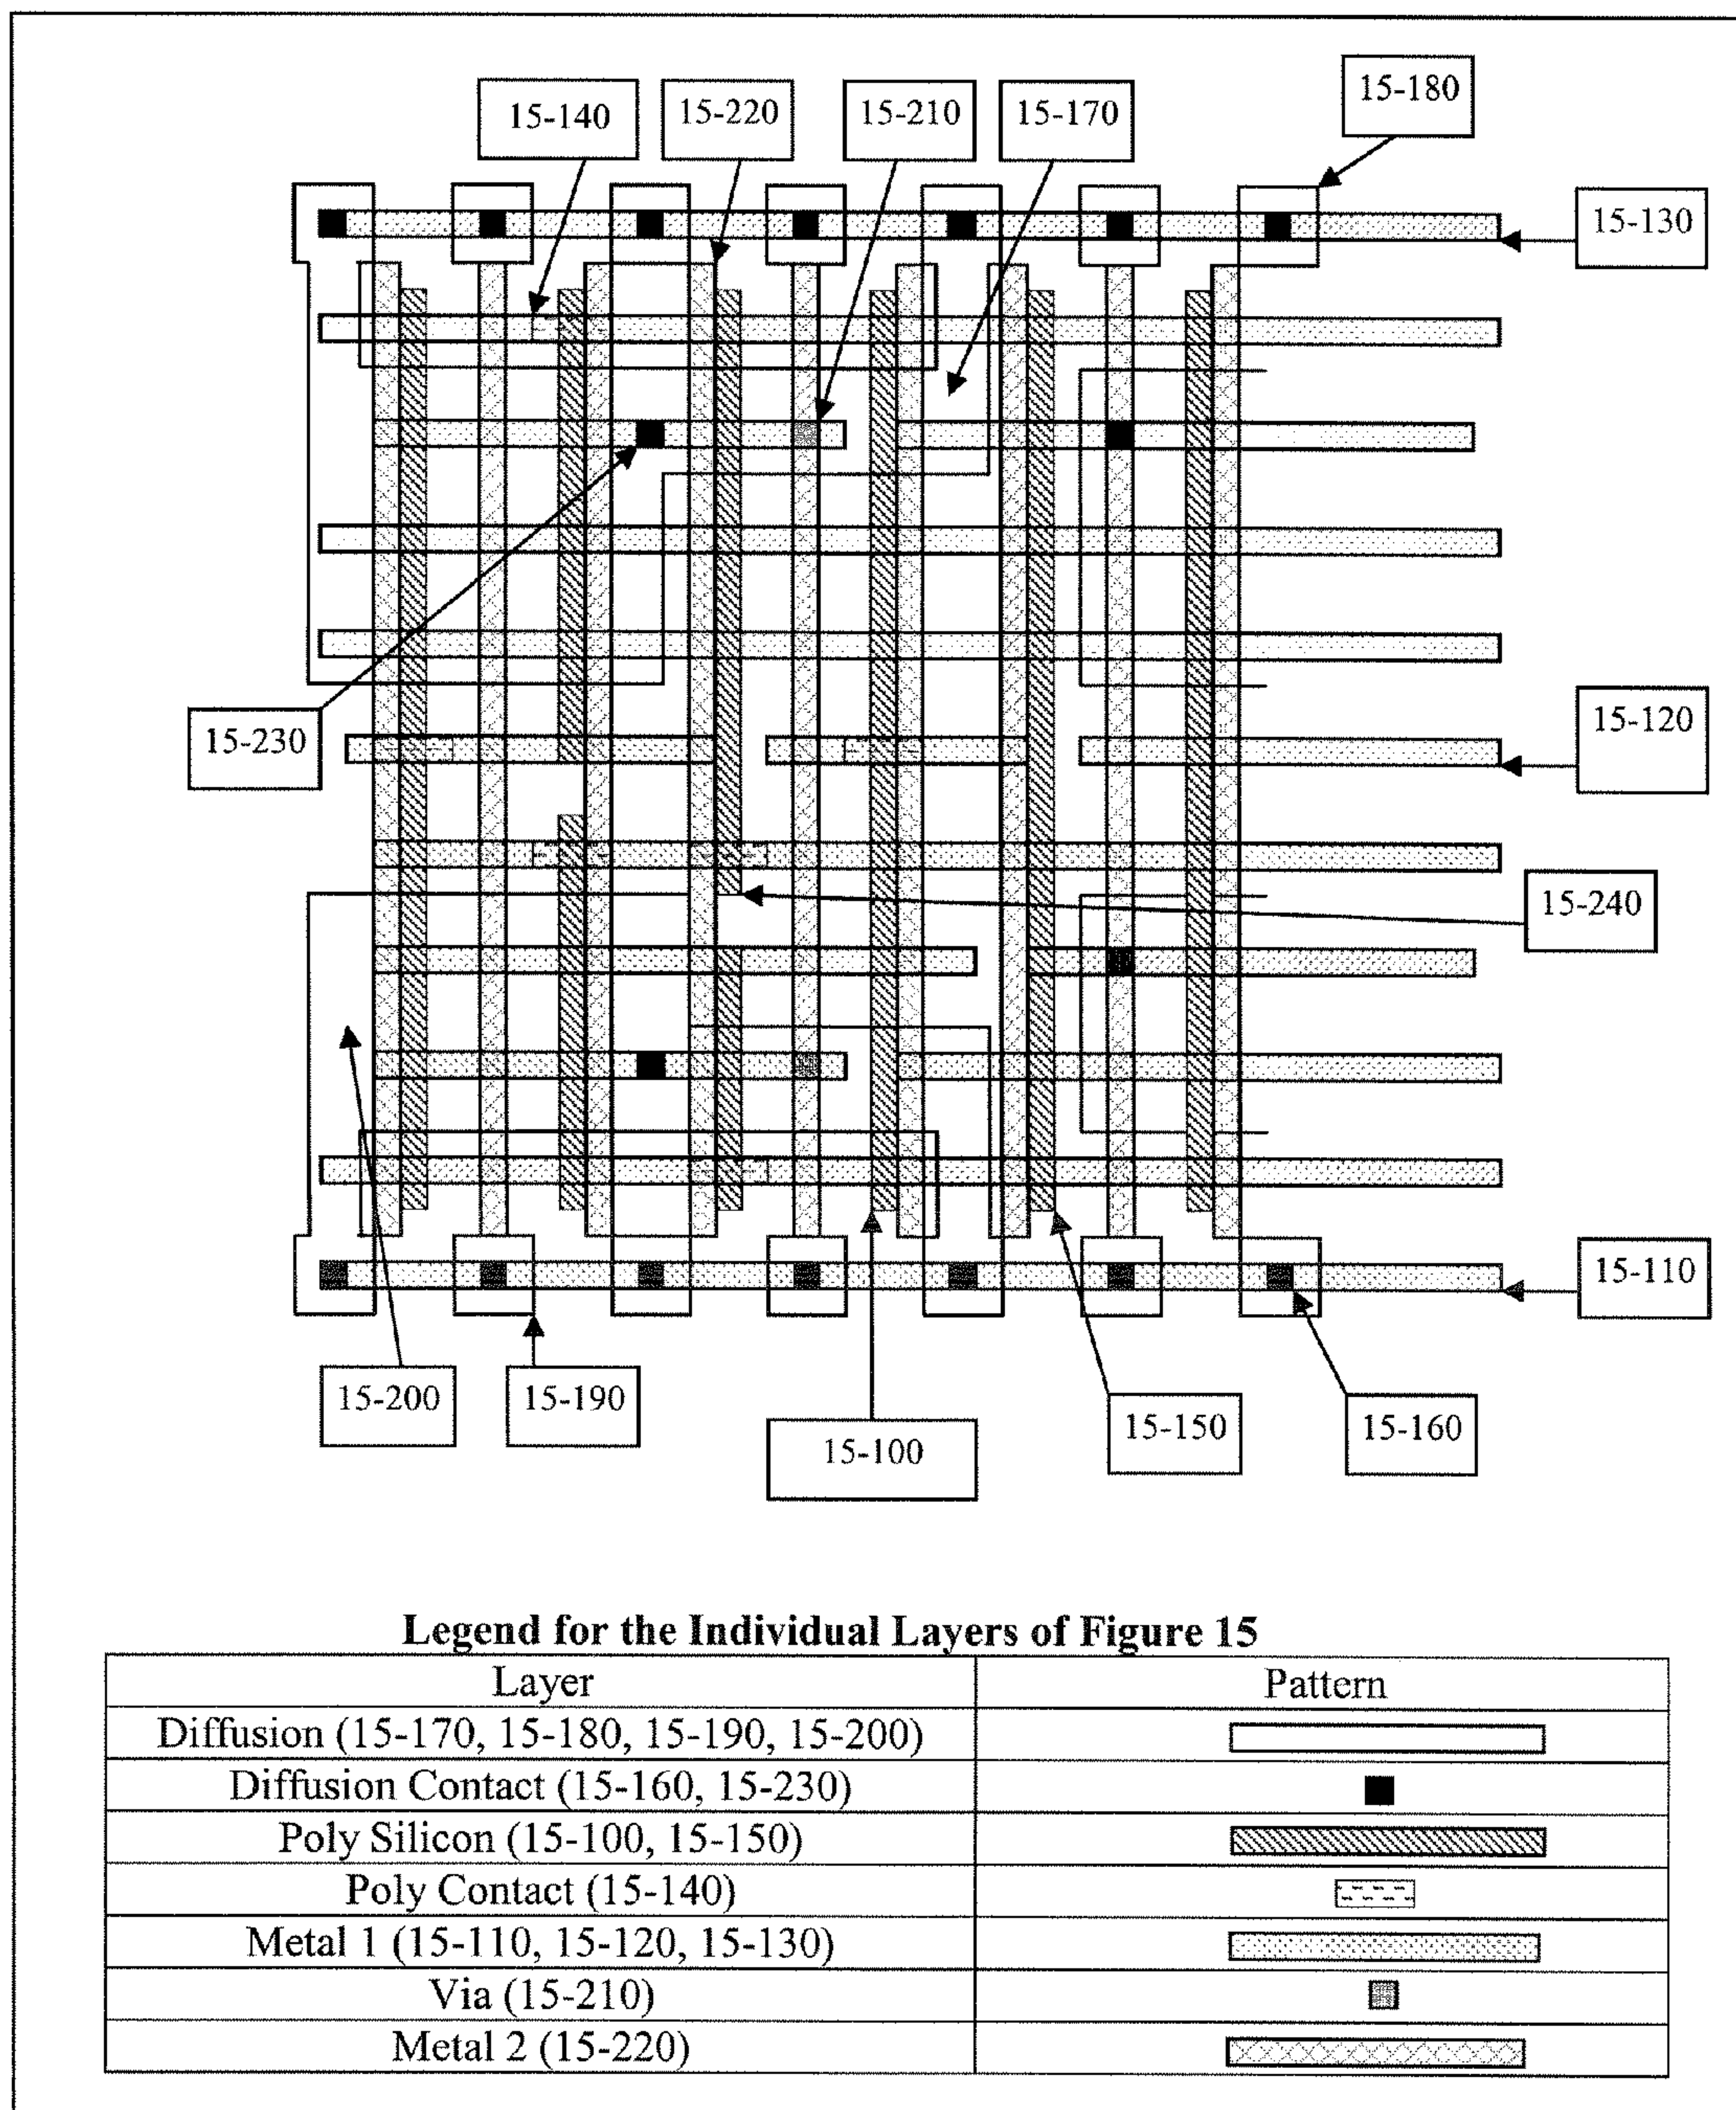 15-180
15-140
15-220
15-210
15-170
15-130
15-230
15-120
15-240
15-110
15-200
15-190
15-100
15-150
15-160
Legend for the Individual Layers of Figure 15
Layer Pattern
Diffusion (15-170, 15-180, 15-190, 15-200)
Diffusion Contact (15-160, 15-230)
Poly Silicon (15-100, 15-150)
Poly Contact (15-140)
Metal 1 (15-110, 15-120, 15-130)
Via (15-210)
Metal 2 (15-220)